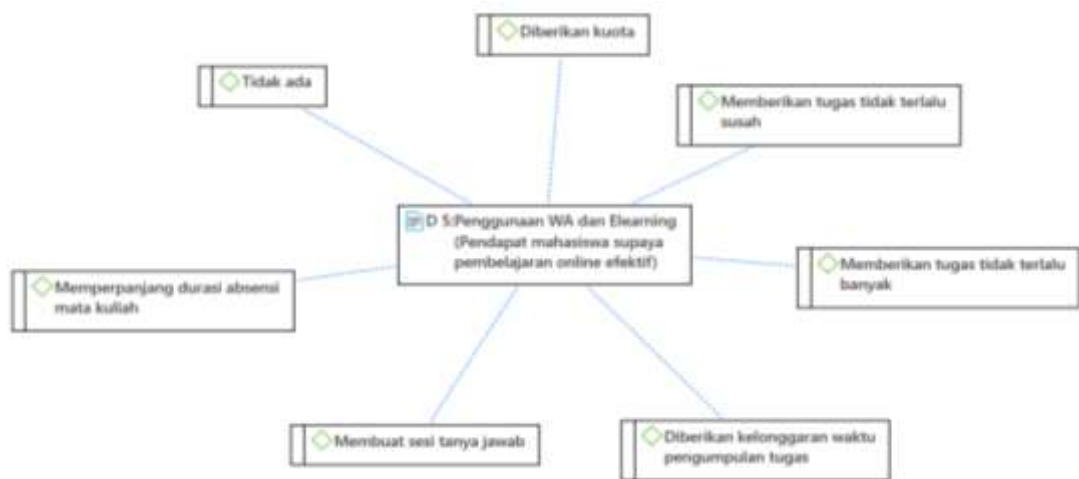 Diberikan kuota
Tidak ada
Memberikan tugas tidak terlalu
susah
D 5:Penggunaan WA dan Elearning
(Pendapat mahasiswa supaya
pembelajaran online efektif)
Memberikan tugas tidak terlalu
banyak
Memperpanjang durasi absensi
mata kuliah
Membuat sesi tanya jawab
Diberikan kelonggaran waktu
pengumpulan tugas